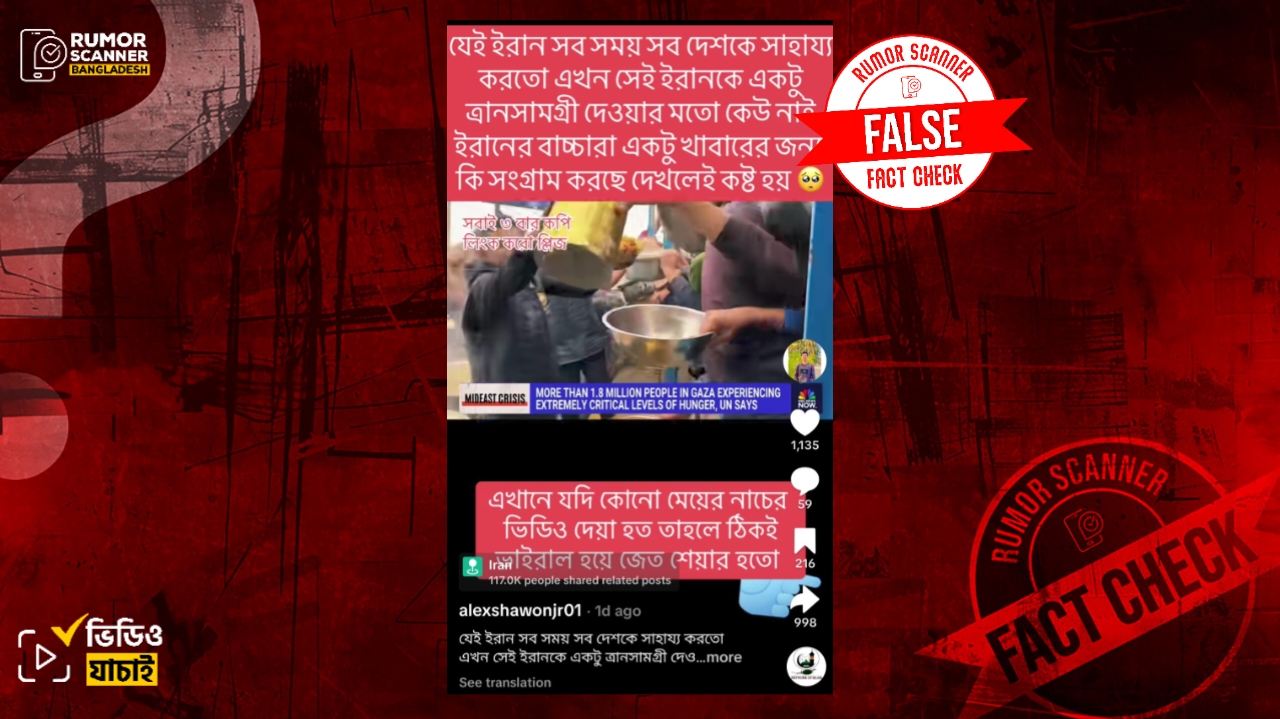 RUMOR
SCANNER
BANGLADESH
যেই ইরান সব সময় সব দেশকে সাহায্য
করতো এখন সেই ইরানকে একটু
ত্রানসামগ্রী দেওয়ার মতো কেউ নাই
ইরানের বাচ্চারা একটু খাবারের জন্য
কি সংগ্রাম করছে দেখলেই কষ্ট হয় 🥺
RUMOR SCANNER
FALSE
FACT CHECK
সবাই ৩ বার কপি
লিংক করো প্লিজ
MIDEAST CRISIS
MORE THAN 1.8 MILLION PEOPLE IN GAZA EXPERIENCING
EXTREMELY CRITICAL LEVELS OF HUNGER, UN SAYS
NOW
1,135
59
216
998
এখানে যদি কোনো মেয়ের নাচের
ভিডিও দেয়া হত তাহলে ঠিকই
ভাইরাল হয়ে জেত শেয়ার হতো
Iran
117.0K people shared related posts
alexshawonjr01 · 1d ago
যেই ইরান সব সময় সব দেশকে সাহায্য করতো
এখন সেই ইরানকে একটু ত্রানসামগ্রী দেও...more
See translation
ভিডিও
যাচাই
RUMOR SCANNER
FACT CHECK